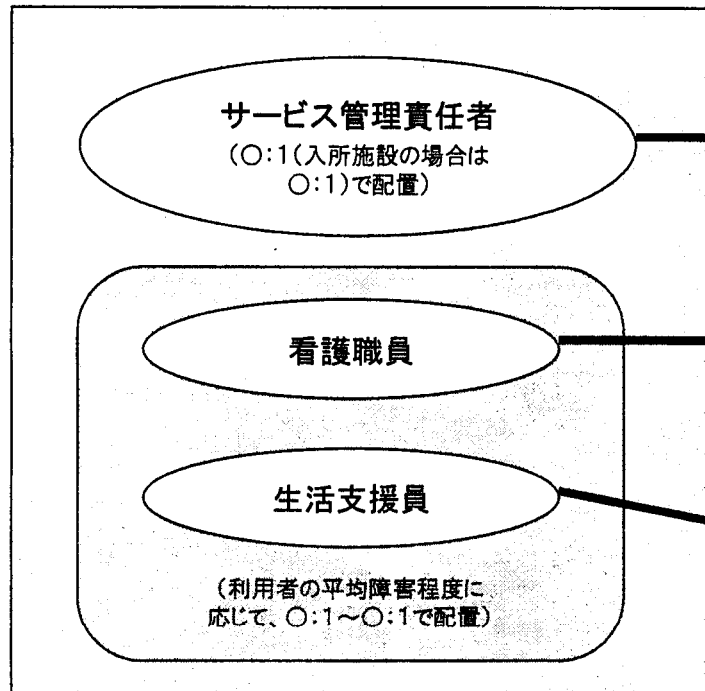 サービス管理責任者
(〇:1(入所施設の場合は
〇:1)で配置)
看護職員
生活支援員
(利用者の平均障害程度に
応じて、〇:1～〇:1で配置)